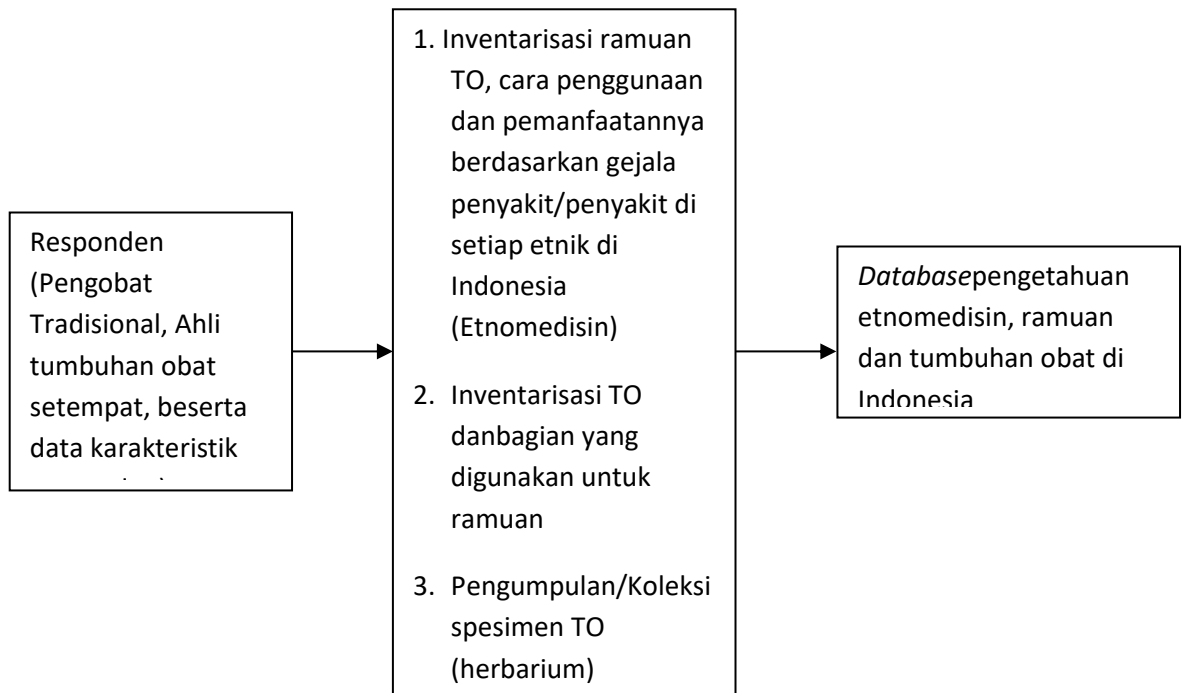 Responden
(Pengobat
Tradisional, Ahli
tumbuhan obat
setempat, beserta
data karakteristik
1. Inventarisasi ramuan
TO, cara penggunaan
dan pemanfaatannya
berdasarkan gejala
penyakit/penyakit di
setiap etnik di
Indonesia
(Etnomedisin)
2. Inventarisasi TO
danbagian yang
digunakan untuk
ramuan
3. Pengumpulan/Koleksi
spesimen TO
(herbarium)
Databasepengetahuan
etnomedisin, ramuan
dan tumbuhan obat di
Indonesia